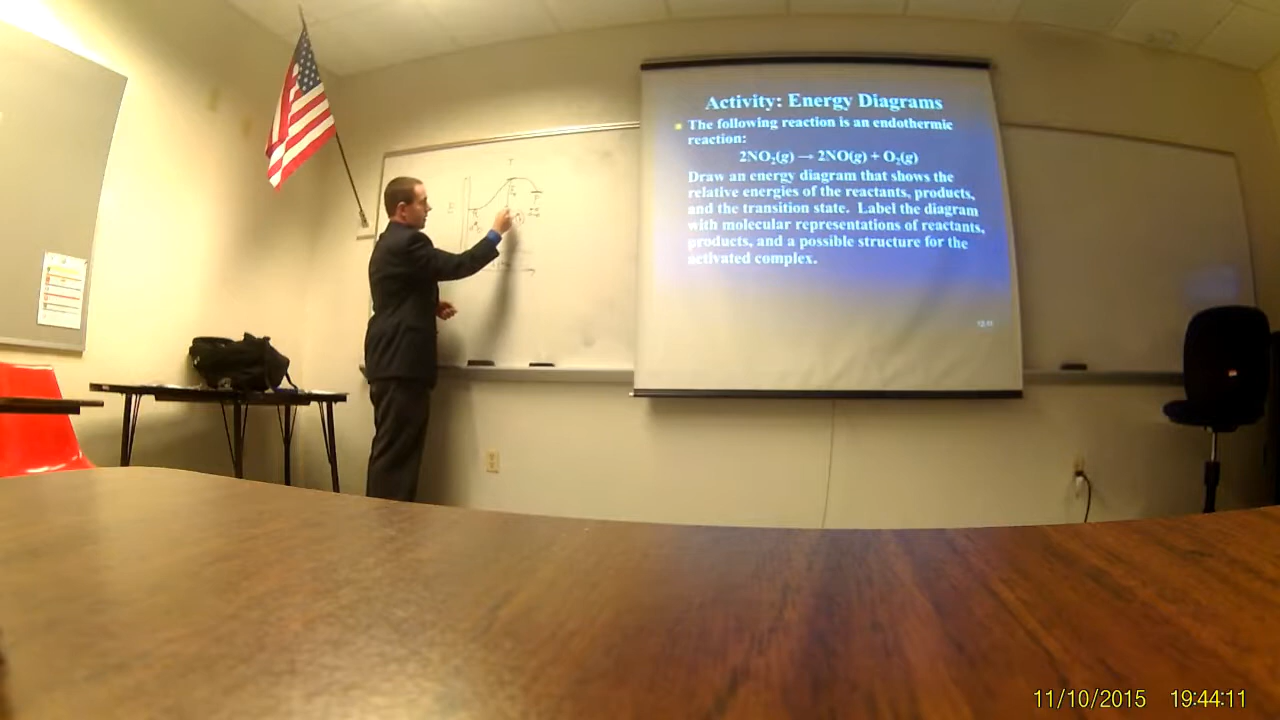 Activity: Energy Diagrams
The following reaction is an endothermic
reaction:
2NO₂(g) → 2NO(g) + O₂(g)
Draw an energy diagram that shows the
relative energies of the reactants, products,
and the transition state. Label the diagram
with molecular representations of reactants,
products, and a possible structure for the
activated complex.
11/10/2015 19:44:11